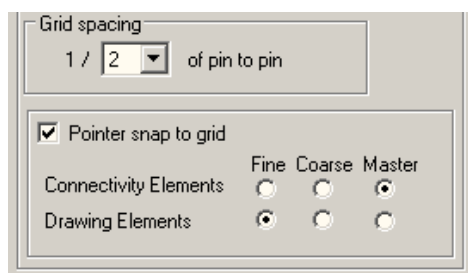 Grid spacing
1 / 2 of pin to pin
Pointer snap to grid
Fine Coarse Master
Connectivity Elements
Drawing Elements